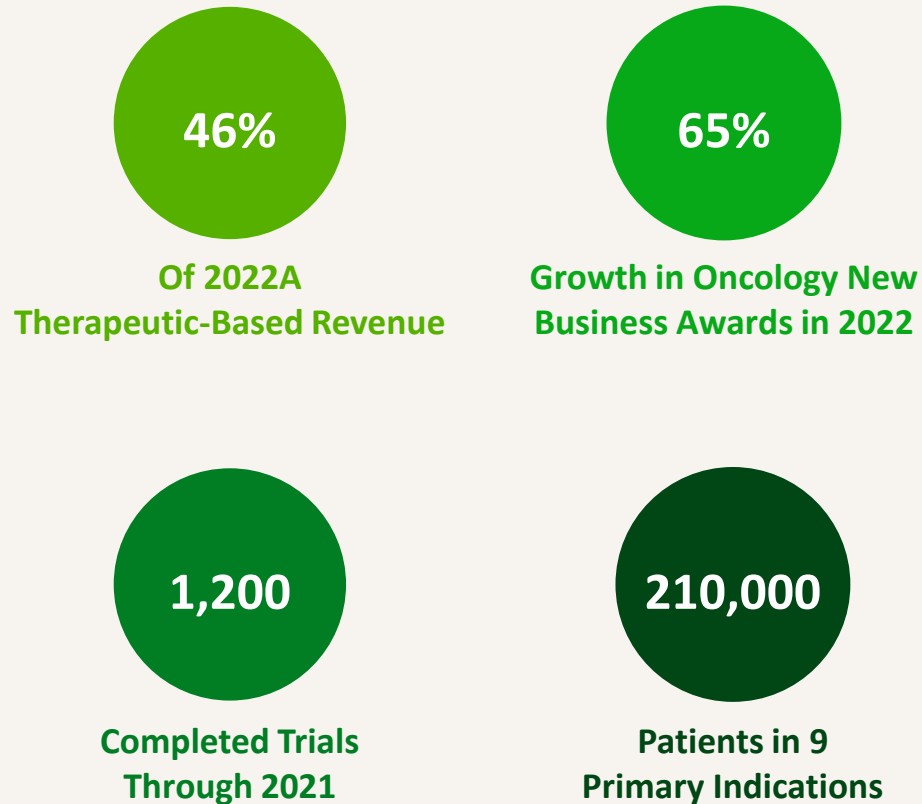 46%
Of 2022A
Therapeutic-Based Revenue
65%
Growth in Oncology New
Business Awards in 2022
1,200
Completed Trials
Through 2021
210,000
Patients in 9
Primary Indications